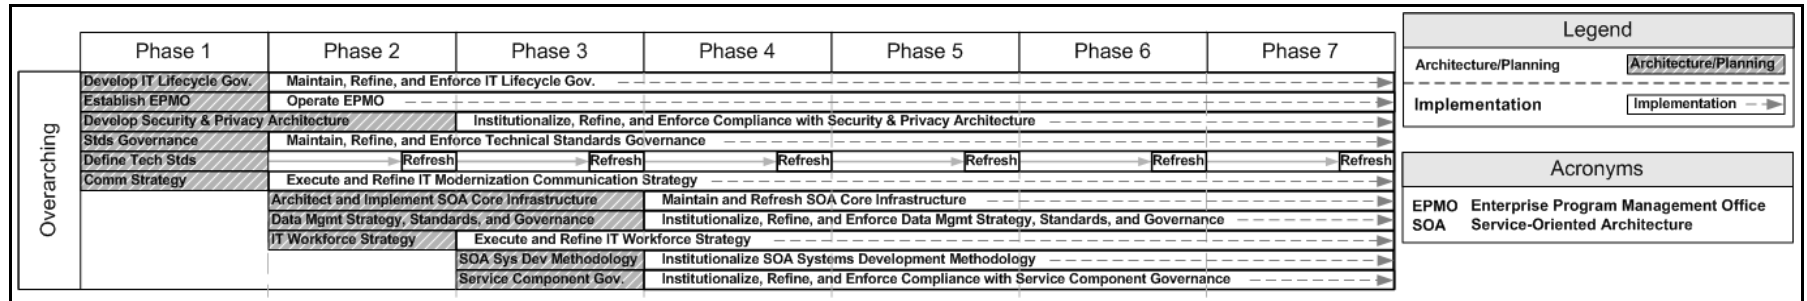 Phase 1 Phase 2 Phase 3 Phase 4 Phase 5 Phase 6 Phase 7
Overarching
Develop IT Lifecycle Gov. Maintain, Refine, and Enforce IT Lifecycle Gov.
Establish EPMO Operate EPMO
Develop Security & Privacy Architecture Institutionalize, Refine, and Enforce Compliance with Security & Privacy Architecture
Stds Governance Maintain, Refine, and Enforce Technical Standards Governance
Define Tech Stds Refresh Refresh Refresh Refresh Refresh Refresh
Comm Strategy Execute and Refine IT Modernization Communication Strategy
Architect and Implement SOA Core Infrastructure Maintain and Refresh SOA Core Infrastructure
Data Mgmt Strategy, Standards, and Governance Institutionalize, Refine, and Enforce Data Mgmt Strategy, Standards, and Governance
IT Workforce Strategy Execute and Refine IT Workforce Strategy
SOA Sys Dev Methodology Institutionalize SOA Systems Development Methodology
Service Component Gov. Institutionalize, Refine, and Enforce Compliance with Service Component Governance
Legend
Architecture/Planning Architecture/Planning
Implementation Implementation
Acronyms
EPMO Enterprise Program Management Office
SOA Service-Oriented Architecture